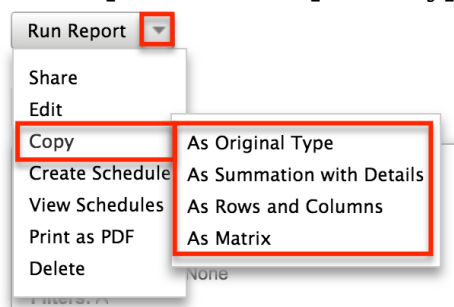 Run Report
Share
Edit
Copy
As Original Type
Create Schedule
As Summation with Details
View Schedules
As Rows and Columns
Print as PDF
As Matrix
Delete
None
Filters: A